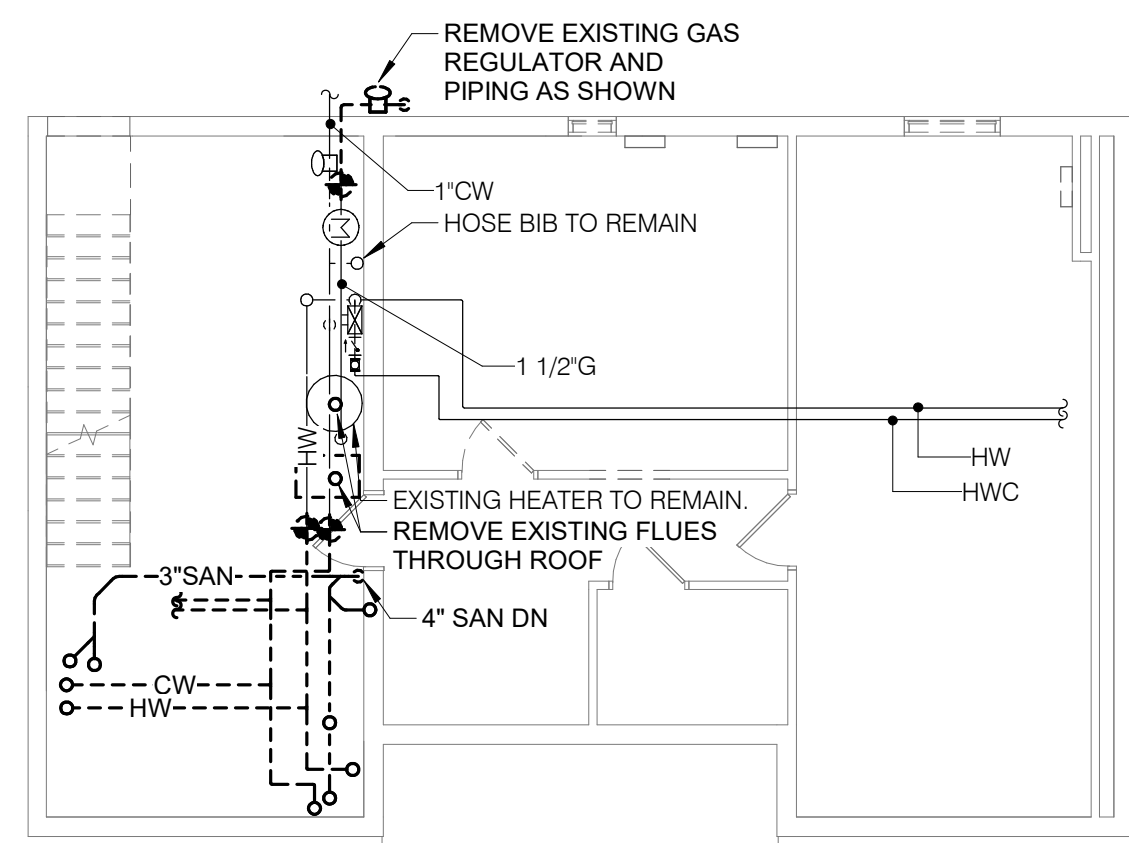 REMOVE EXISTING GAS
REGULATOR AND
PIPING AS SHOWN
1"CW
HOSE BIB TO REMAIN
M
1 1/2"G
HW
HW
HWC
EXISTING HEATER TO REMAIN.
REMOVE EXISTING FLUES
THROUGH ROOF
3"SAN
4" SAN DN
CW
HW